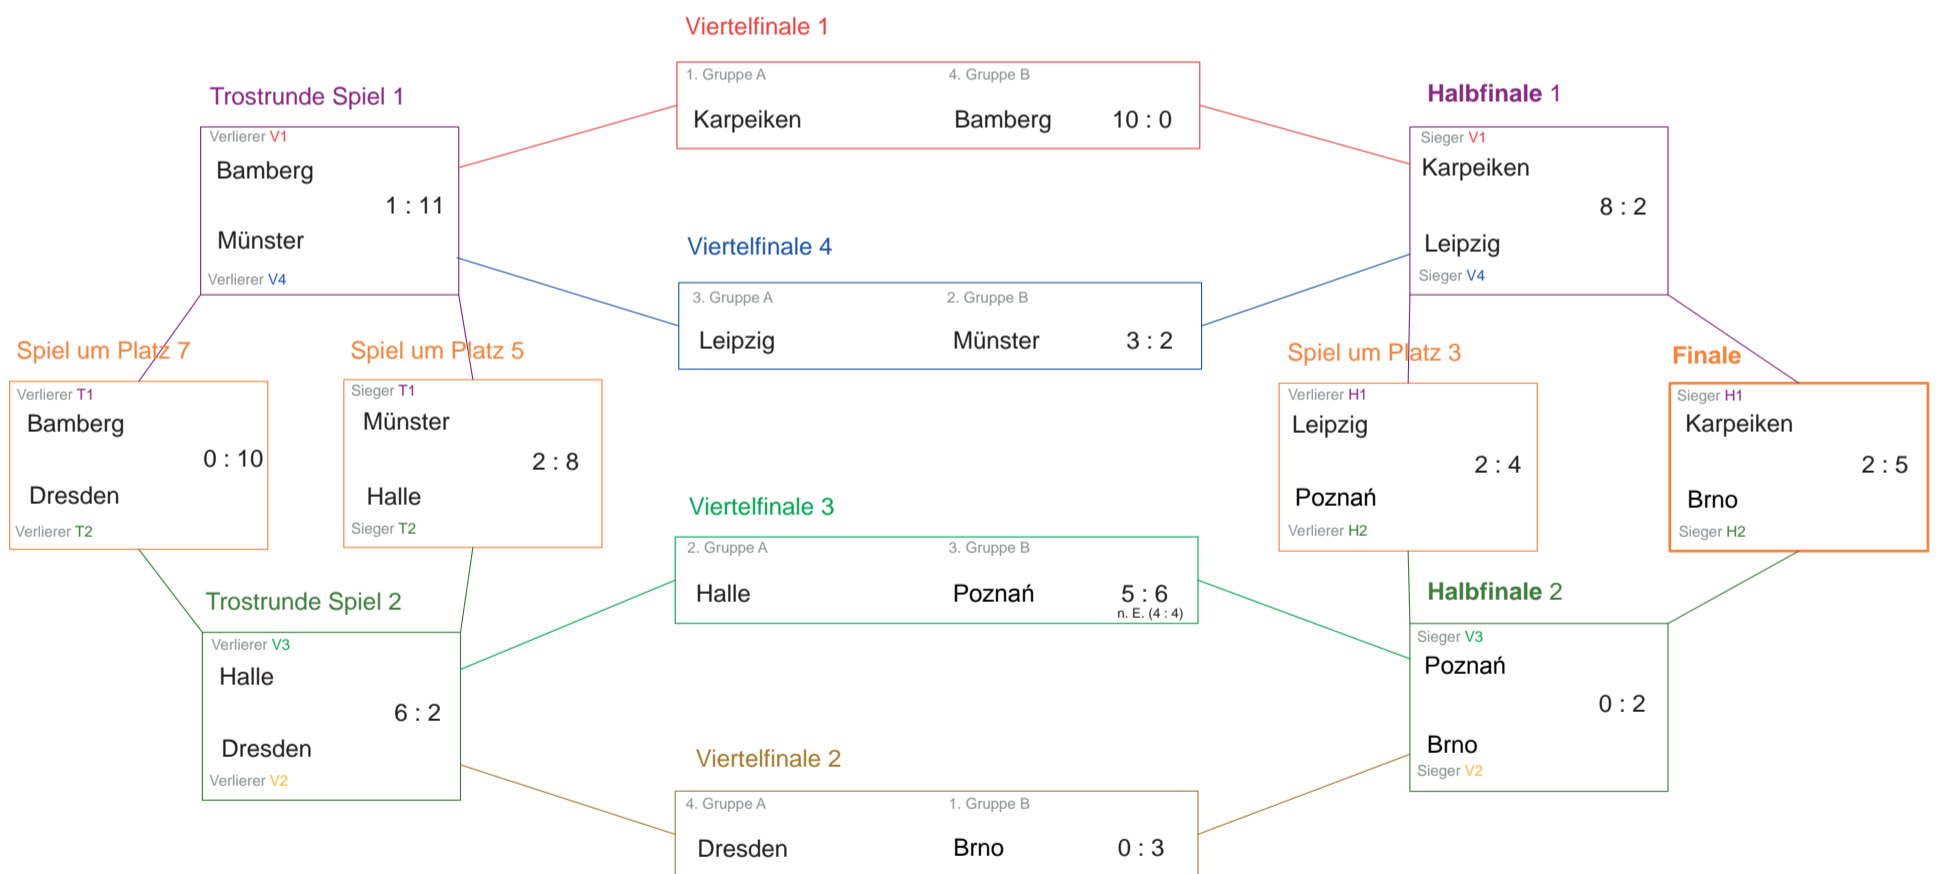 Viertelfinale 1
1. Gruppe A 4. Gruppe B
Karpeiken Bamberg 10 : 0
Trostrunde Spiel 1
Verlierer V1
Bamberg
1 : 11
Münster
Verlierer V4
Halbfinale 1
Sieger V1
Karpeiken
8 : 2
Leipzig
Sieger V4
Viertelfinale 4
3. Gruppe A 2. Gruppe B
Leipzig Münster 3 : 2
Spiel um Platz 7
Verlierer T1
Bamberg
0 : 10
Dresden
Verlierer T2
Spiel um Platz 5
Sieger T1
Münster
2 : 8
Halle
Sieger T2
Spiel um Platz 3
Verlierer H1
Leipzig
2 : 4
Poznań
Verlierer H2
Finale
Sieger H1
Karpeiken
2 : 5
Brno
Sieger H2
Viertelfinale 3
2. Gruppe A 3. Gruppe B
Halle Poznań 5 : 6
n. E. (4 : 4)
Trostrunde Spiel 2
Verlierer V3
Halle
6 : 2
Dresden
Verlierer V2
Halbfinale 2
Sieger V3
Poznań
0 : 2
Brno
Sieger V2
Viertelfinale 2
4. Gruppe A 1. Gruppe B
Dresden Brno 0 : 3